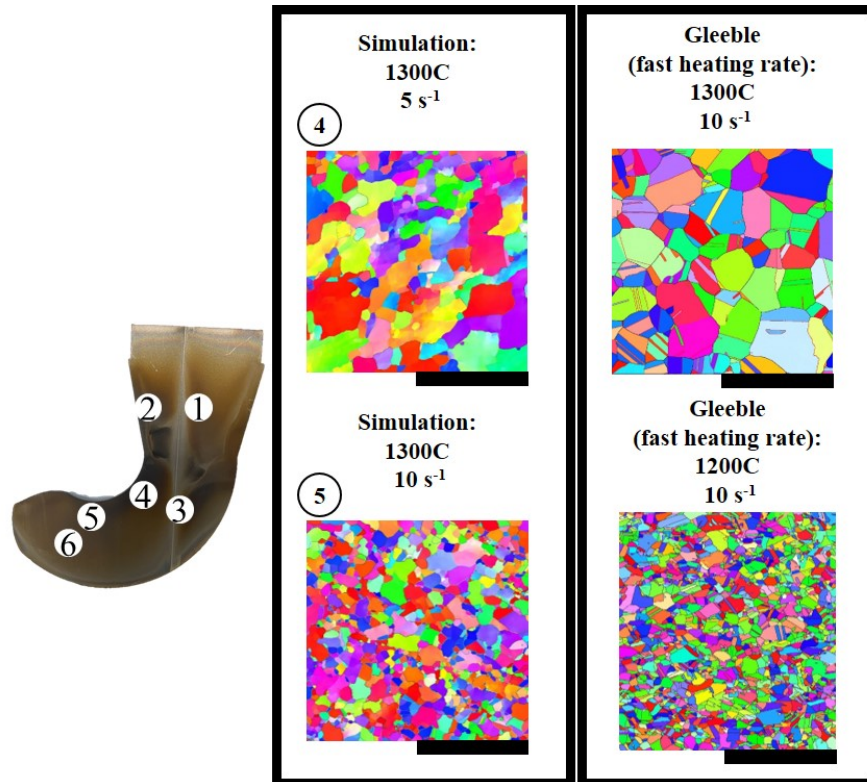 Simulation:
1300C
5 s⁻¹
4
Gleeble
(fast heating rate):
1300C
10 s⁻¹
2
1
4
3
5
6
Simulation:
1300C
10 s⁻¹
5
Gleeble
(fast heating rate):
1200C
10 s⁻¹